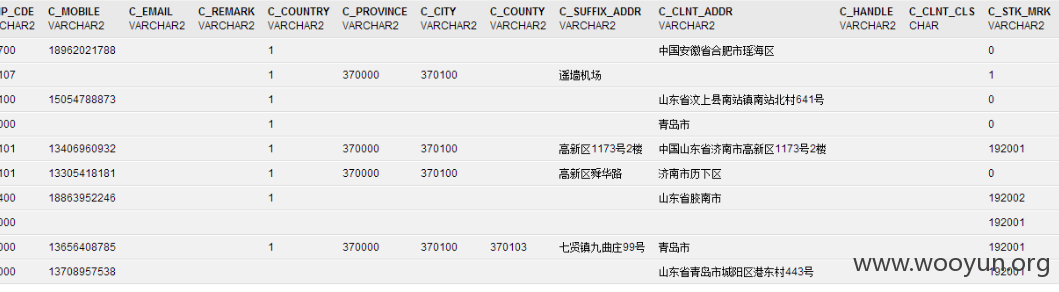 IP_CDE C_MOBILE C_EMAIL C_REMARK C_COUNTRY C_PROVINCE C_CITY C_COUNTY C_SUFFIX_ADDR C_CLNT_ADDR C_HANDLE C_CLNT_CLS C_STK_MRK
CHAR2 VARCHAR2 VARCHAR2 VARCHAR2 VARCHAR2 VARCHAR2 VARCHAR2 VARCHAR2 VARCHAR2 VARCHAR2 VARCHAR2 CHAR VARCHAR2
700 18962021788 1 中国安徽省合肥市瑶海区 0
107 1 370000 370100 遥墙机场 1
100 15054788873 1 山东省汶上县南站镇南站北村641号 0
000 1 青岛市 0
101 13406960932 1 370000 370100 高新区1173号2楼 中国山东省济南市高新区1173号2楼 192001
101 13305418181 1 370000 370100 高新区舜华路 济南市历下区 0
400 18863952246 1 山东省胶南市 192002
000 192001
000 13656408785 1 370000 370100 370103 七贤镇九曲庄99号 青岛市 192001
000 13708957538 山东省青岛市城阳区港东村443号 192001
www.wooyun.org